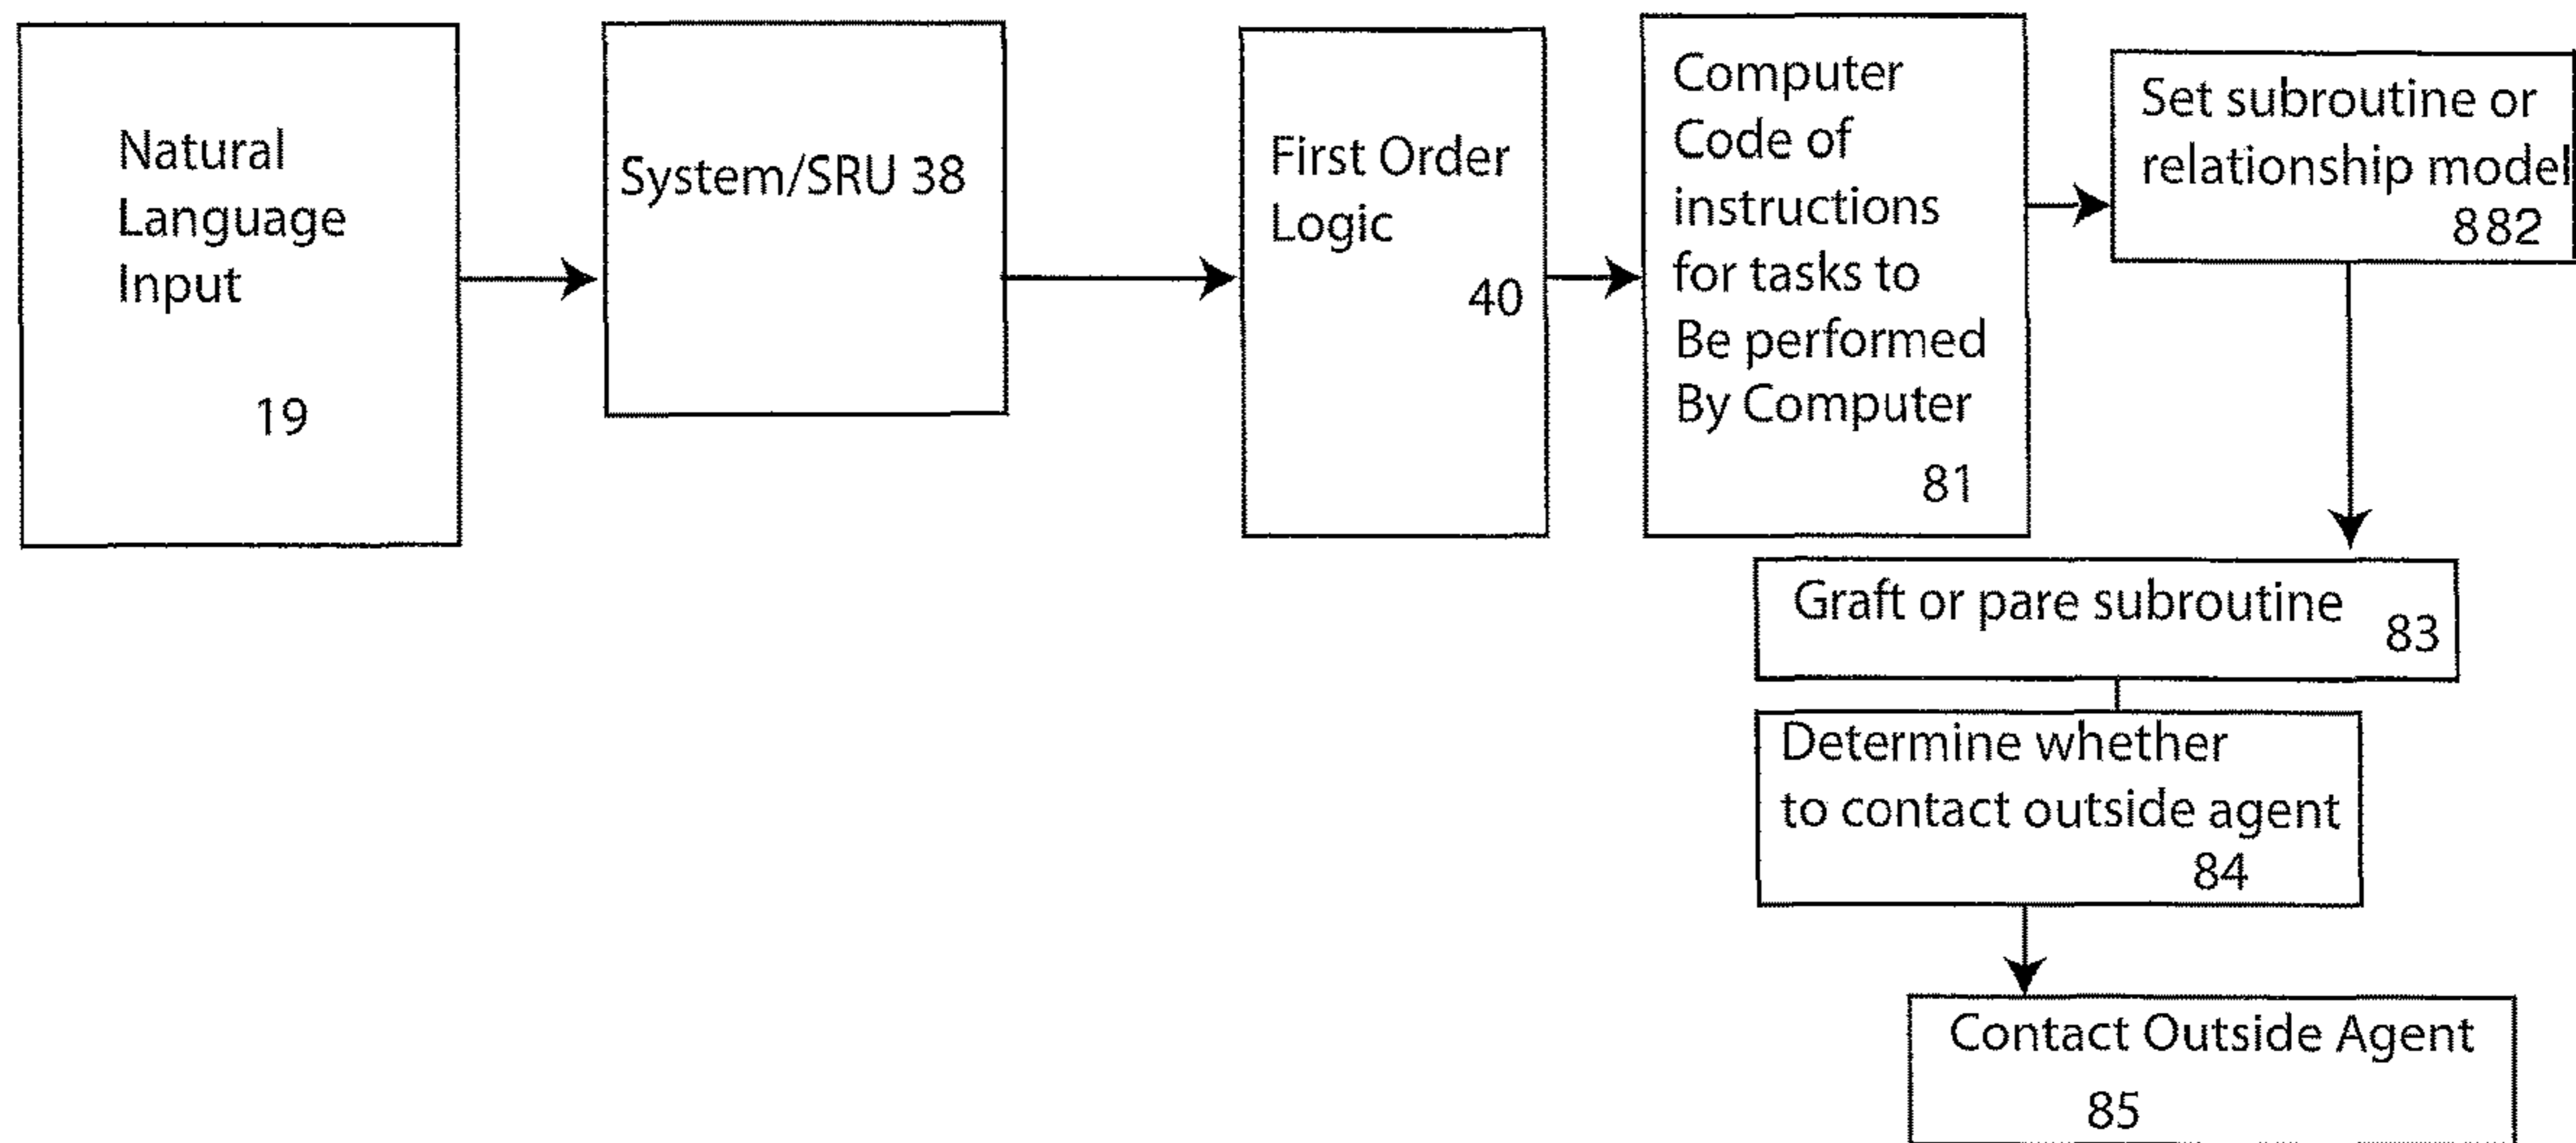 Natural
Language
Input
19
System/SRU 38
First Order
Logic
40
Computer
Code of
instructions
for tasks to
Be performed
By Computer
81
Set subroutine or
relationship model
882
Graft or pare subroutine
83
Determine whether
to contact outside agent
84
Contact Outside Agent
85